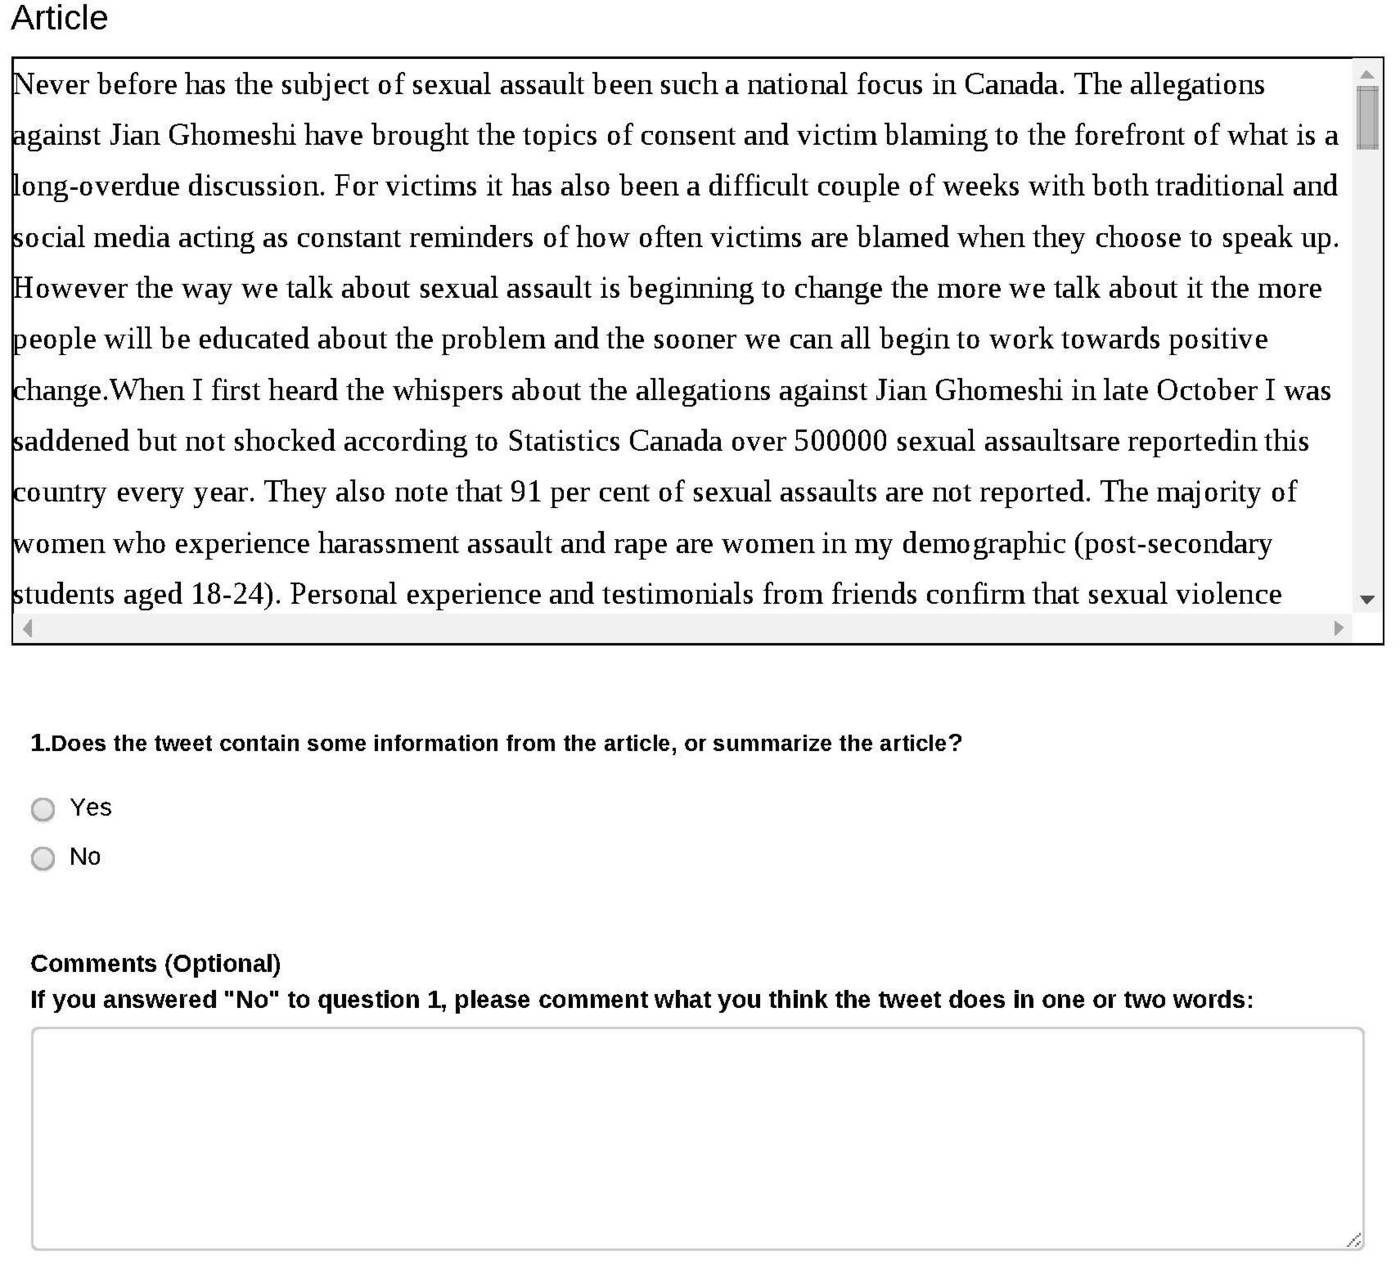 Article
Never before has the subject of sexual assault been such a national focus in Canada. The allegations
against Jian Ghomeshi have brought the topics of consent and victim blaming to the forefront of what is a
long-overdue discussion. For victims it has also been a difficult couple of weeks with both traditional and
social media acting as constant reminders of how often victims are blamed when they choose to speak up.
However the way we talk about sexual assault is beginning to change the more we talk about it the more
people will be educated about the problem and the sooner we can all begin to work towards positive
change.When I first heard the whispers about the allegations against Jian Ghomeshi in late October I was
saddened but not shocked according to Statistics Canada over 500000 sexual assaultsare reportedin this
country every year. They also note that 91 per cent of sexual assaults are not reported. The majority of
women who experience harassment assault and rape are women in my demographic (post-secondary
students aged 18-24). Personal experience and testimonials from friends confirm that sexual violence
1.Does the tweet contain some information from the article, or summarize the article?
Yes
No
Comments (Optional)
If you answered "No" to question 1, please comment what you think the tweet does in one or two words: